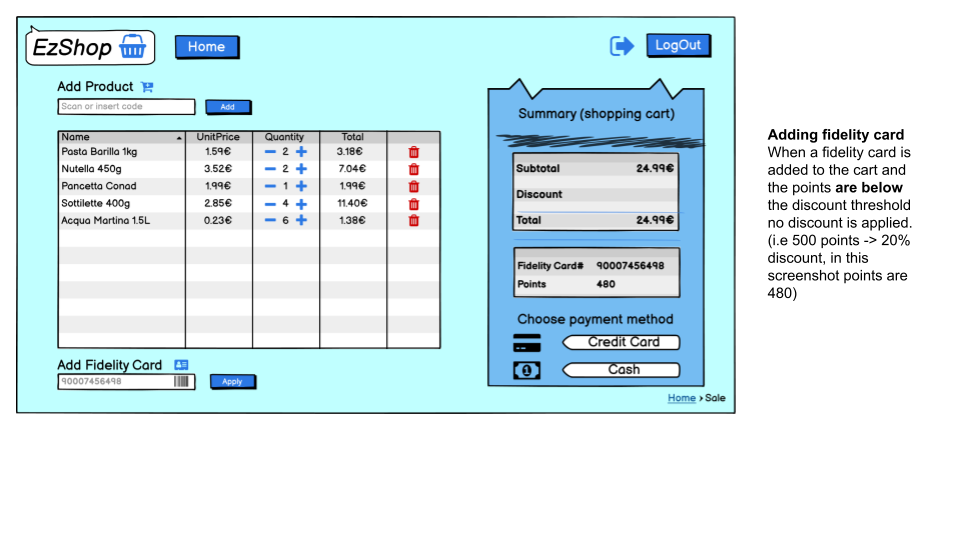 EzShop
Home
LogOut
Add Product
Scan or insert code
Add
Name UnitPrice Quantity Total
Pasta Barilla 1kg 1.59€ 2 3.18€
Nutella 450g 3.52€ 2 7.04€
Pancetta Conad 1.99€ 1 1.99€
Sottilette 400g 2.85€ 4 11.40€
Acqua Martina 1.5L 0.23€ 6 1.38€
Add Fidelity Card
90007456498
Apply
Summary (shopping cart)
Subtotal 24.99€
Discount
Total 24.99€
Fidelity Card# 90007456498
Points 480
Choose payment method
Credit Card
Cash
Home › Sale
Adding fidelity card
When a fidelity card is
added to the cart and
the points are below
the discount threshold
no discount is applied.
(i.e 500 points -> 20%
discount, in this
screenshot points are
480)